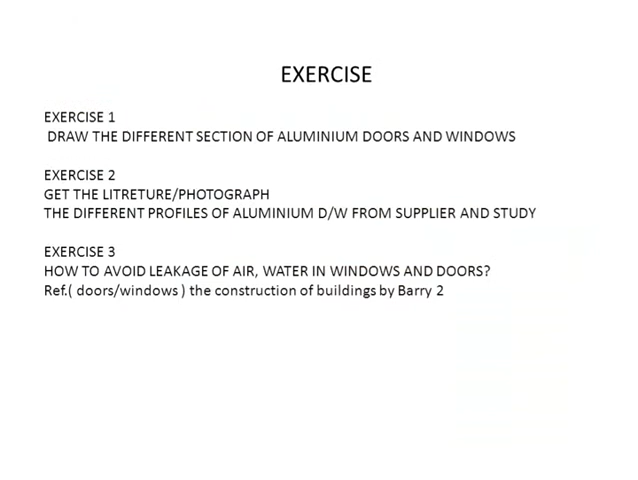 EXERCISE
EXERCISE 1
DRAW THE DIFFERENT SECTION OF ALUMINIUM DOORS AND WINDOWS
EXERCISE 2
GET THE LITRETURE/PHOTOGRAPH
THE DIFFERENT PROFILES OF ALUMINIUM D/W FROM SUPPLIER AND STUDY
EXERCISE 3
HOW TO AVOID LEAKAGE OF AIR, WATER IN WINDOWS AND DOORS?
Ref.( doors/windows ) the construction of buildings by Barry 2